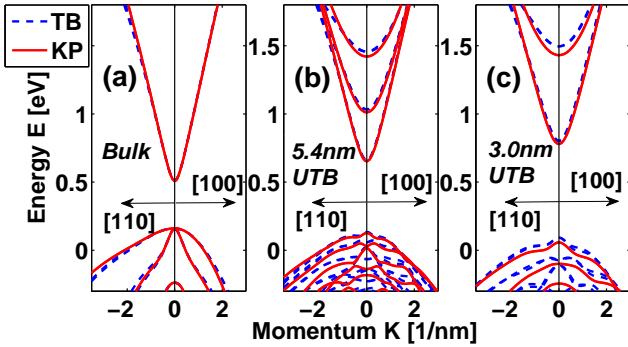 TB
KP
Energy E [eV]
1.5
1
0.5
0
(a)
Bulk
[100]
[110]
−2
0
2
(b)
5.4nm
UTB
[100]
[110]
1.5
1
0.5
0
−2
0
2
(c)
3.0nm
UTB
[100]
[110]
1.5
1
0.5
0
−2
0
2
Momentum K [1/nm]